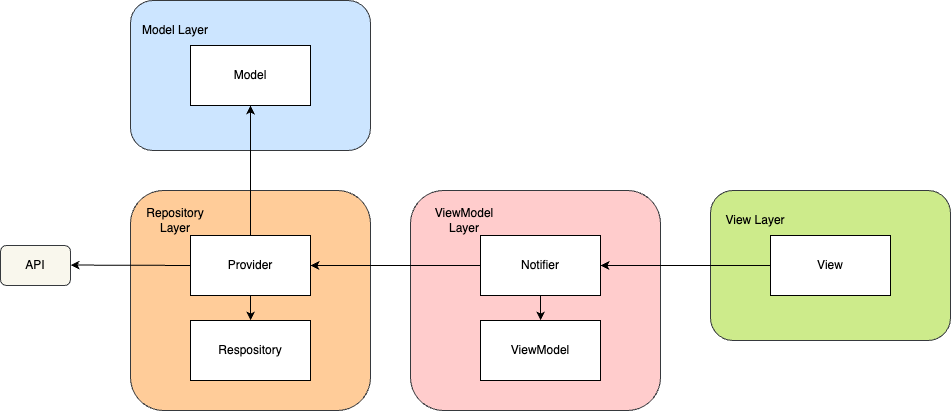 Model Layer
Model
Repository
Layer
ViewModel
Layer
View Layer
API
Provider
Notifier
View
Respository
ViewModel